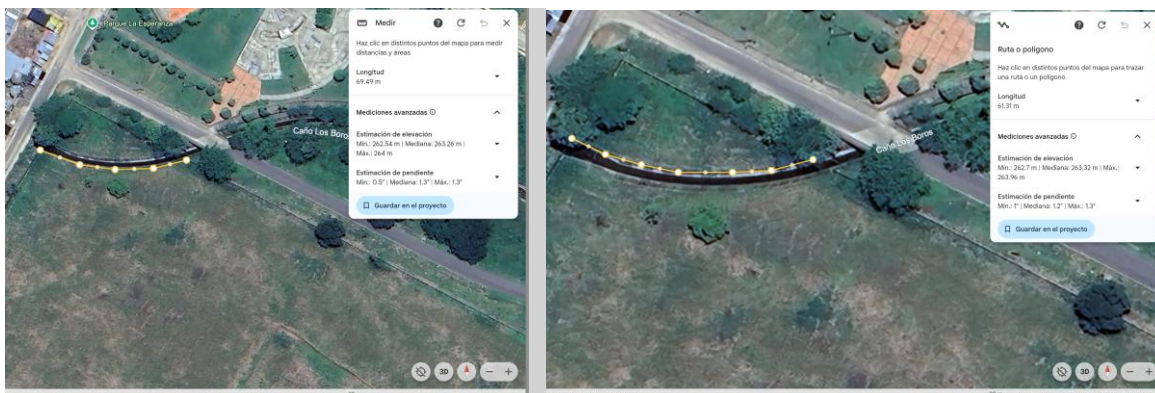 Parque La Esperanza
Caño Los Boros
Medir
Haz clic en distintos puntos del mapa para medir
distancias y áreas
Longitud
69.49 m
Mediciones avanzadas
Estimación de elevación
Mín.: 262.54 m | Mediana: 263.26 m |
Máx.: 264 m
Estimación de pendiente
Mín.: 0.5° | Mediana: 1.3° | Máx.: 1.3°
Guardar en el proyecto
3D
Caño Los Boros
Ruta o polígono
Haz clic en distintos puntos del mapa para trazar
una ruta o un polígono
Longitud
61.31 m
Mediciones avanzadas
Estimación de elevación
Mín.: 262.7 m | Mediana: 263.32 m | Máx.:
263.96 m
Estimación de pendiente
Mín.: 1° | Mediana: 1.2° | Máx.: 1.3°
Guardar en el proyecto
3D